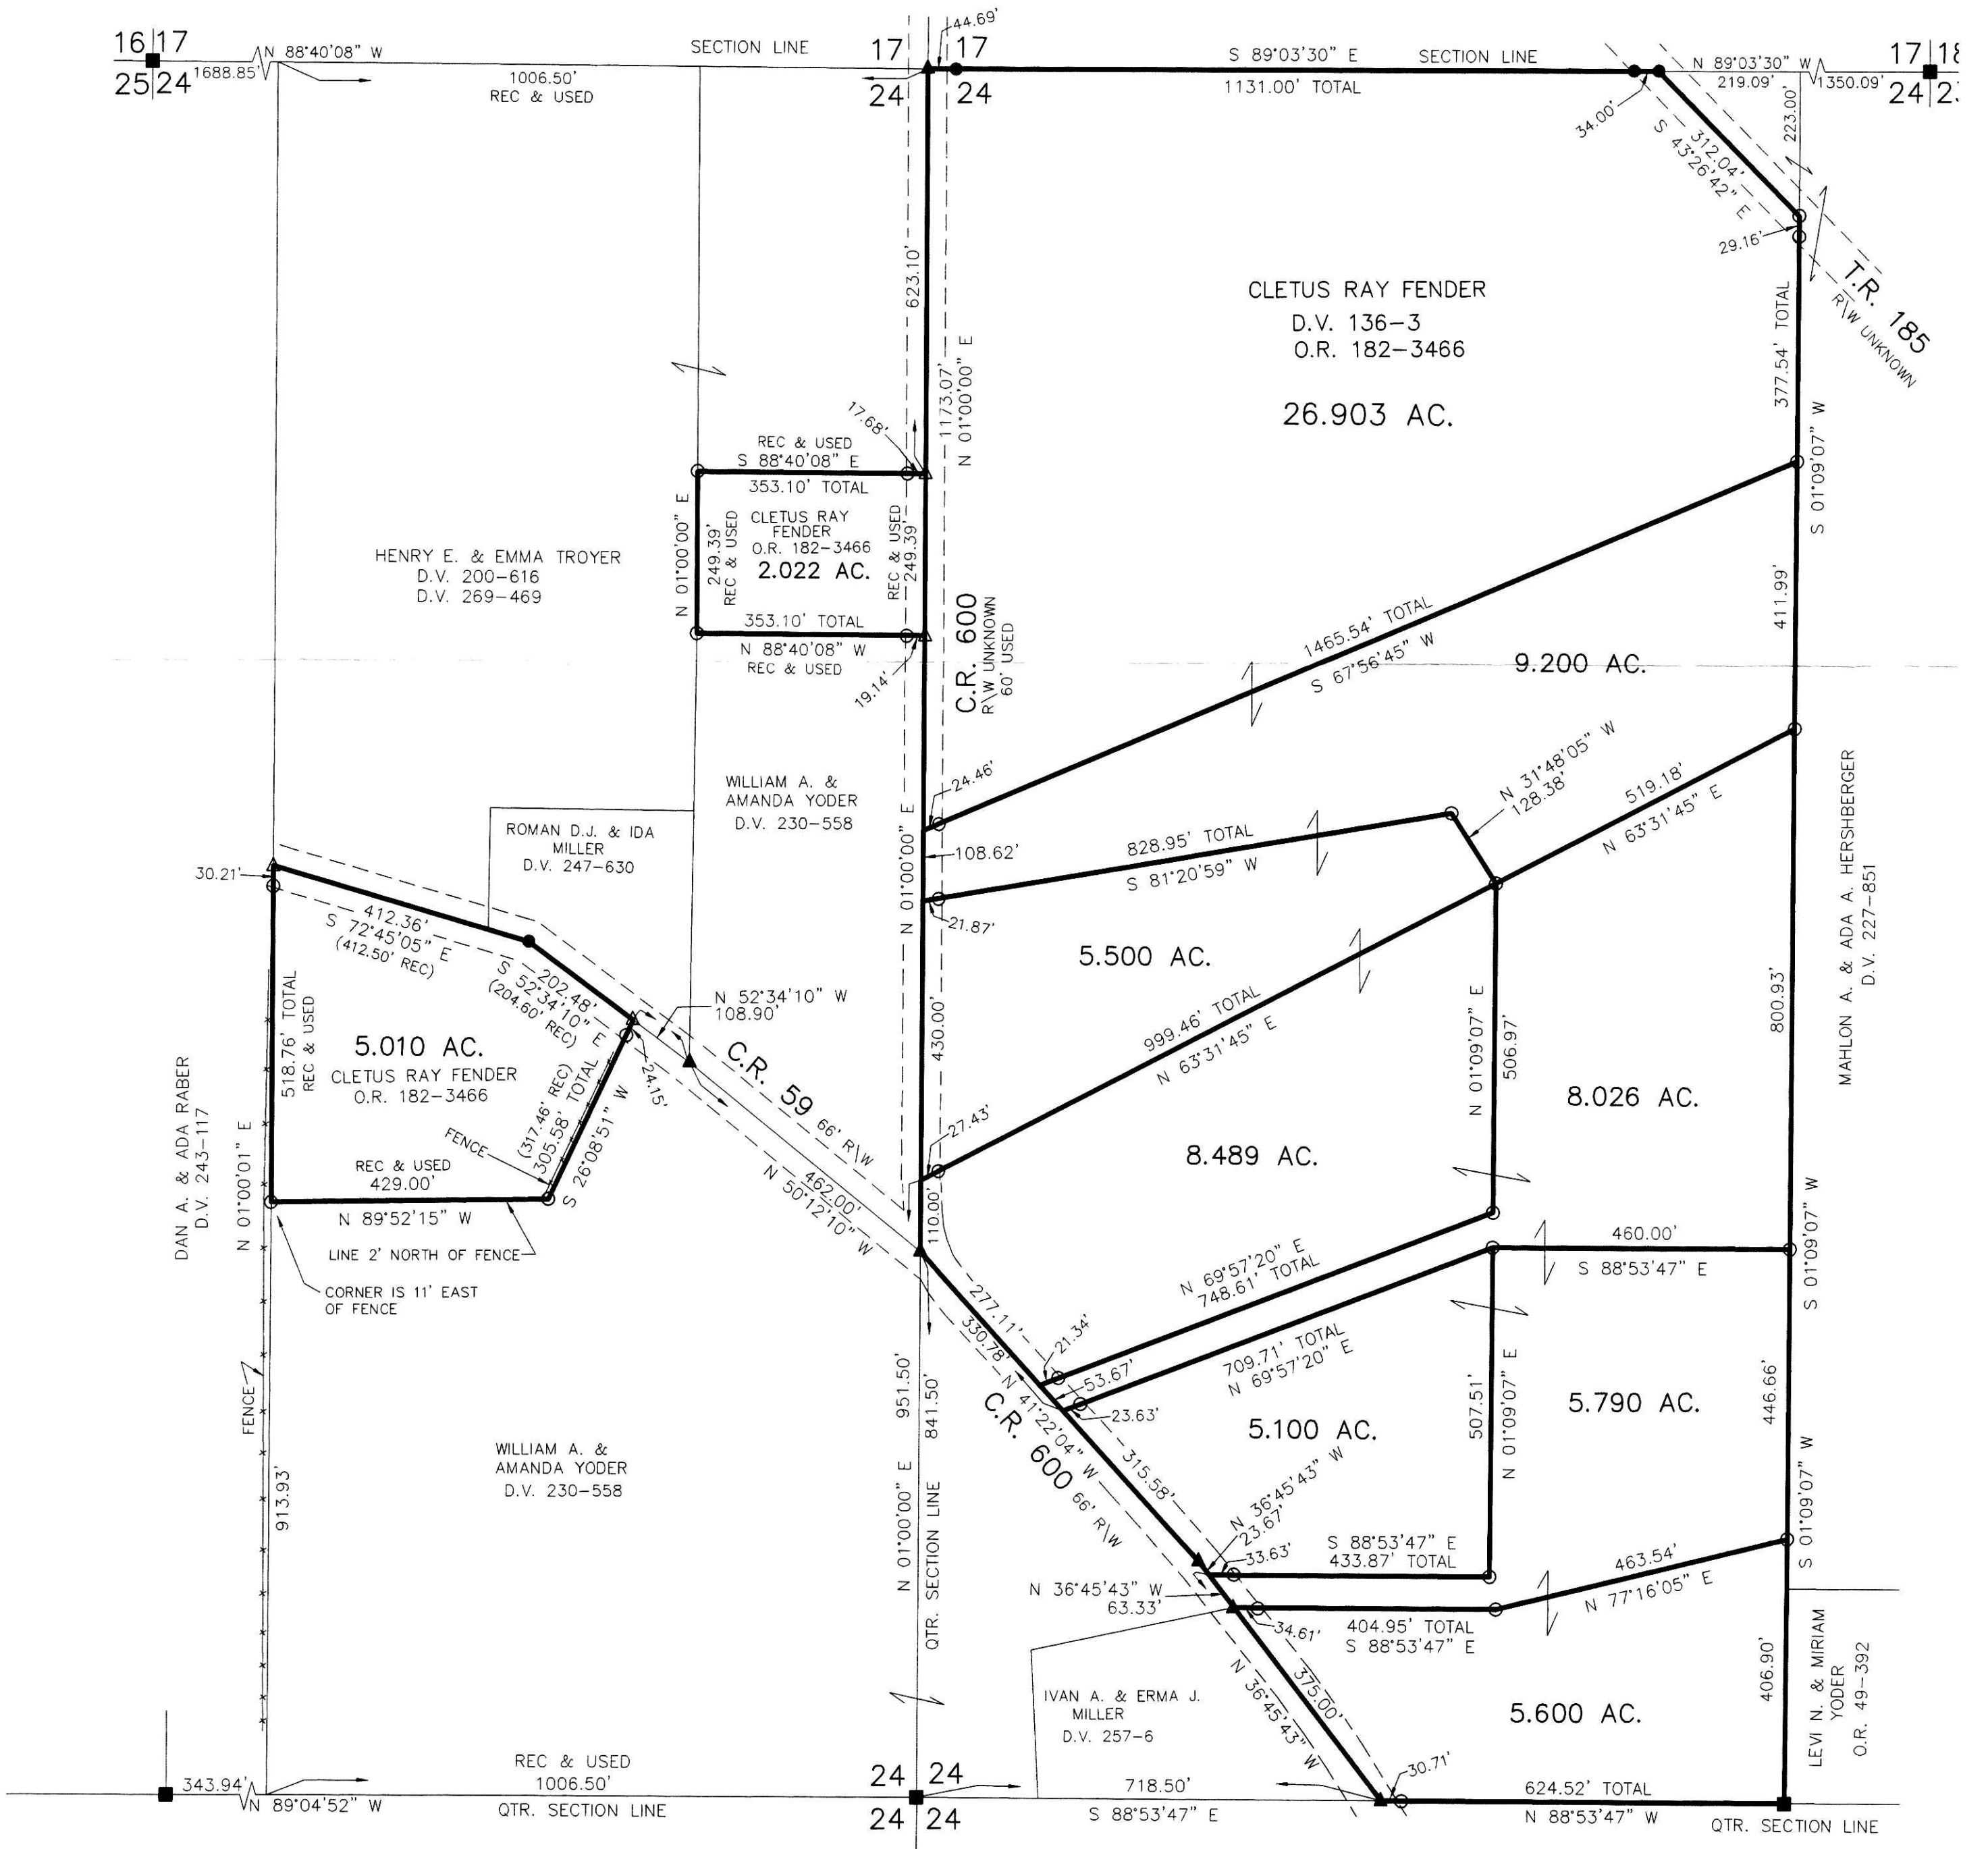 16 17
25 24
N 88°40'08" W
1688.85'
1006.50'
REC & USED
SECTION LINE
17 17
24 24
44.69'
S 89°03'30" E SECTION LINE
1131.00' TOTAL
34.00'
N 89°03'30" W
219.09'
1350.09'
17
24
223.00'
312.04'
S 43°26'42" E
29.16'
T.R. 185
R\W UNKNOWN
377.54' TOTAL
S 01°09'07" W
623.10'
1173.07'
N 01°00'00" E
CLETUS RAY FENDER
D.V. 136-3
O.R. 182-3466
26.903 AC.
17.68'
REC & USED
S 88°40'08" E
353.10' TOTAL
N 01°00'00" E
249.39'
REC & USED
CLETUS RAY
FENDER
O.R. 182-3466
2.022 AC.
REC & USED
249.39'
353.10' TOTAL
N 88°40'08" W
REC & USED
19.14'
HENRY E. & EMMA TROYER
D.V. 200-616
D.V. 269-469
C.R. 600
R\W UNKNOWN
60' USED
1465.54' TOTAL
S 67°56'45" W
9.200 AC.
411.99'
24.46'
WILLIAM A. &
AMANDA YODER
D.V. 230-558
N 01°00'00" E
108.62'
828.95' TOTAL
S 81°20'59" W
N 31°48'05" W
128.38'
519.18'
N 63°31'45" E
MAHLON A. & ADA A. HERSHBERGER
D.V. 227-851
ROMAN D.J. & IDA
MILLER
D.V. 247-630
30.21'
412.36'
S 72°45'05" E
(412.50' REC)
202.48'
S 52°34'10" E
(204.60' REC)
N 52°34'10" W
108.90'
21.87'
5.500 AC.
430.00'
999.46' TOTAL
N 63°31'45" E
N 01°09'07" E
506.97'
800.93'
8.026 AC.
518.76' TOTAL
REC & USED
5.010 AC.
CLETUS RAY FENDER
O.R. 182-3466
24.15'
(317.46' REC)
305.58' TOTAL
S 26°08'51" W
FENCE
C.R. 59 66' R\W
462.00'
N 50°12'10" W
27.43'
8.489 AC.
110.00'
DAN A. & ADA RABER
D.V. 243-117
N 01°00'01" E
REC & USED
429.00'
N 89°52'15" W
LINE 2' NORTH OF FENCE
CORNER IS 11' EAST
OF FENCE
N 69°57'20" E
748.61' TOTAL
460.00'
S 88°53'47" E
S 01°09'07" W
277.11'
330.78'
21.34'
53.67'
709.71' TOTAL
N 69°57'20" E
23.63'
N 41°22'04" W
C.R. 600 66' R\W
5.100 AC.
507.51'
N 01°09'07" E
5.790 AC.
446.66'
FENCE
951.50'
841.50'
N 01°00'00" E
QTR. SECTION LINE
913.93'
WILLIAM A. &
AMANDA YODER
D.V. 230-558
315.58'
N 36°45'43" W
23.67'
33.63'
S 88°53'47" E
433.87' TOTAL
S 01°09'07" W
463.54'
N 77°16'05" E
N 36°45'43" W
63.33'
34.61'
404.95' TOTAL
S 88°53'47" E
375.00'
N 36°45'43" W
IVAN A. & ERMA J.
MILLER
D.V. 257-6
5.600 AC.
406.90'
LEVI N. & MIRIAM
YODER
O.R. 49-392
343.94'
N 89°04'52" W
REC & USED
1006.50'
QTR. SECTION LINE
24 24
24 24
718.50'
S 88°53'47" E
30.71'
624.52' TOTAL
N 88°53'47" W
QTR. SECTION LINE